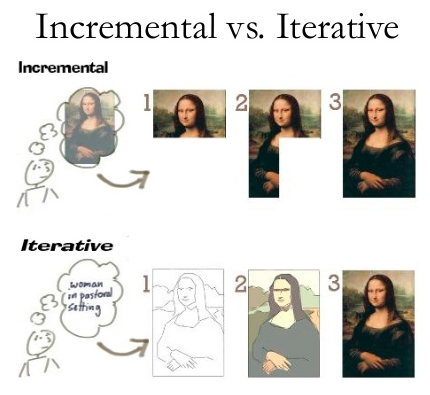 Incremental vs. Iterative
Incremental
1 2 3
Iterative
woman
in pastoral
setting
1 2 3